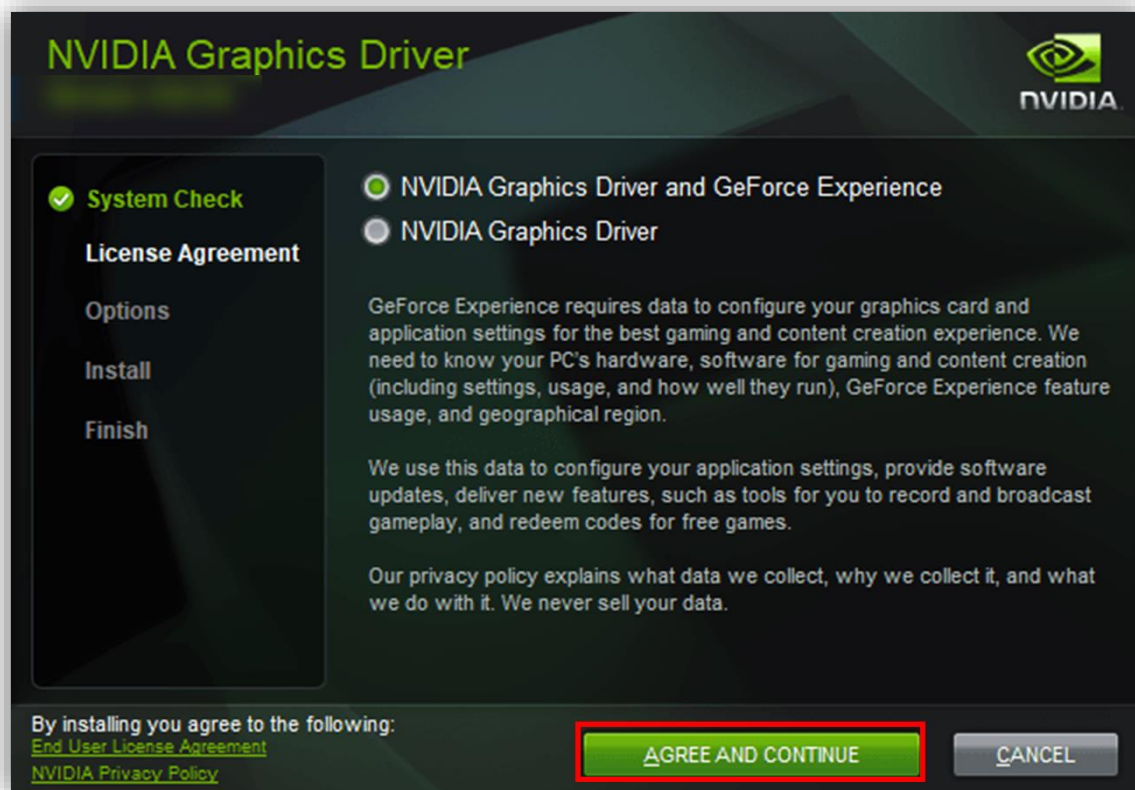 NVIDIA Graphics Driver
NVIDIA.
System Check
License Agreement
Options
Install
Finish
NVIDIA Graphics Driver and GeForce Experience
NVIDIA Graphics Driver
GeForce Experience requires data to configure your graphics card and
application settings for the best gaming and content creation experience. We
need to know your PC's hardware, software for gaming and content creation
(including settings, usage, and how well they run), GeForce Experience feature
usage, and geographical region.
We use this data to configure your application settings, provide software
updates, deliver new features, such as tools for you to record and broadcast
gameplay, and redeem codes for free games.
Our privacy policy explains what data we collect, why we collect it, and what
we do with it. We never sell your data.
By installing you agree to the following:
End User License Agreement
NVIDIA Privacy Policy
AGREE AND CONTINUE
CANCEL